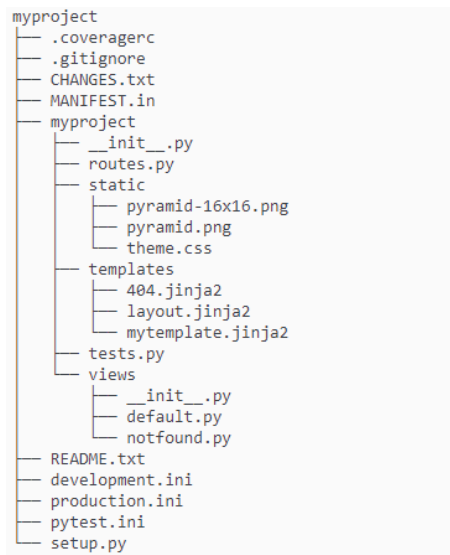 myproject
├── .coveragerc
├── .gitignore
├── CHANGES.txt
├── MANIFEST.in
├── myproject
│   ├── __init__.py
│   ├── routes.py
│   ├── static
│   │   ├── pyramid-16x16.png
│   │   ├── pyramid.png
│   │   └── theme.css
│   ├── templates
│   │   ├── 404.jinja2
│   │   ├── layout.jinja2
│   │   └── mytemplate.jinja2
│   ├── tests.py
│   └── views
│       ├── __init__.py
│       ├── default.py
│       └── notfound.py
├── README.txt
├── development.ini
├── production.ini
├── pytest.ini
└── setup.py